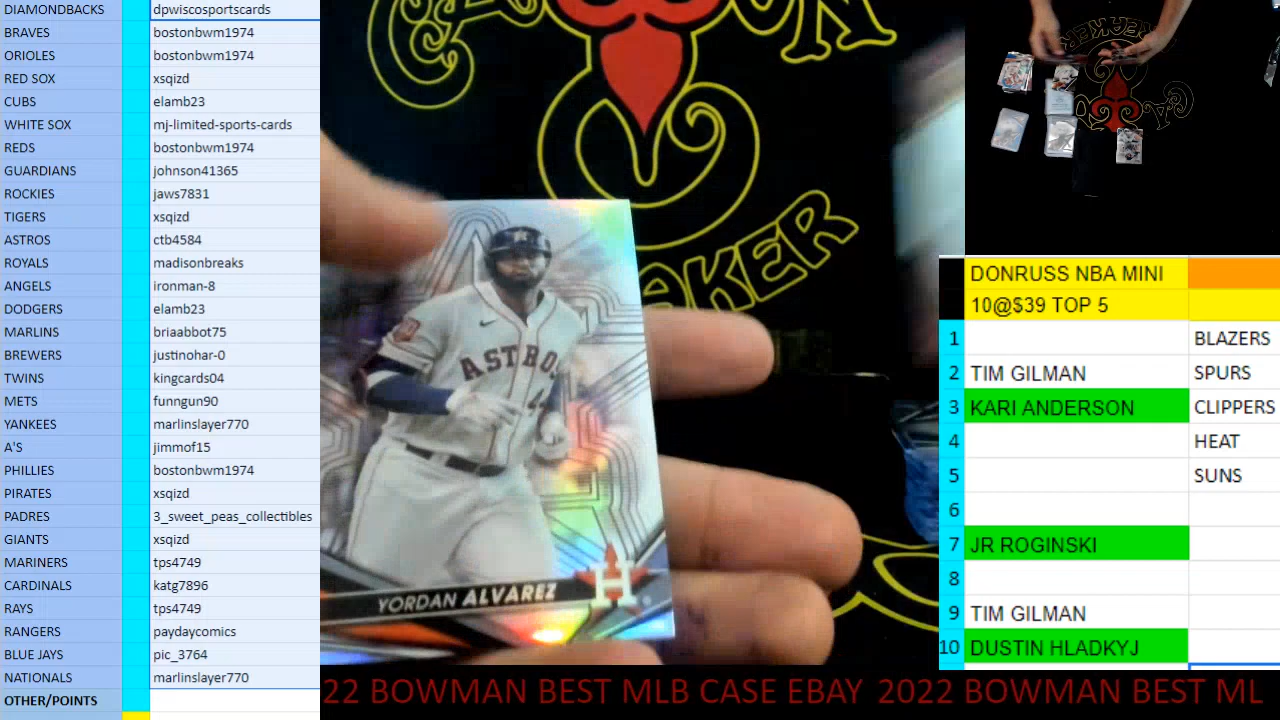 DIAMONDBACKS dpwiscosportscards
BRAVES bostonbwm1974
ORIOLES bostonbwm1974
RED SOX xsqizd
CUBS elamb23
WHITE SOX mj-limited-sports-cards
REDS bostonbwm1974
GUARDIANS johnson41365
ROCKIES jaws7831
TIGERS xsqizd
ASTROS ctb4584
ROYALS madisonbreaks
ANGELS ironman-8
DODGERS elamb23
MARLINS briaabbot75
BREWERS justinohar-0
TWINS kingcards04
METS funngun90
YANKEES marlinslayer770
A'S jimmof15
PHILLIES bostonbwm1974
PIRATES xsqizd
PADRES 3_sweet_peas_collectibles
GIANTS xsqizd
MARINERS tps4749
CARDINALS katg7896
RAYS tps4749
RANGERS paydaycomics
BLUE JAYS pic_3764
NATIONALS marlinslayer770
OTHER/POINTS
AKER
ASTRO
4
YORDAN ALVAREZ
H
DONRUSS NBA MINI
10@$39 TOP 5
1 BLAZERS
2 TIM GILMAN SPURS
3 KARI ANDERSON CLIPPERS
4 HEAT
5 SUNS
6
7 JR ROGINSKI
8
9 TIM GILMAN
10 DUSTIN HLADKYJ
22 BOWMAN BEST MLB CASE EBAY 2022 BOWMAN BEST ML